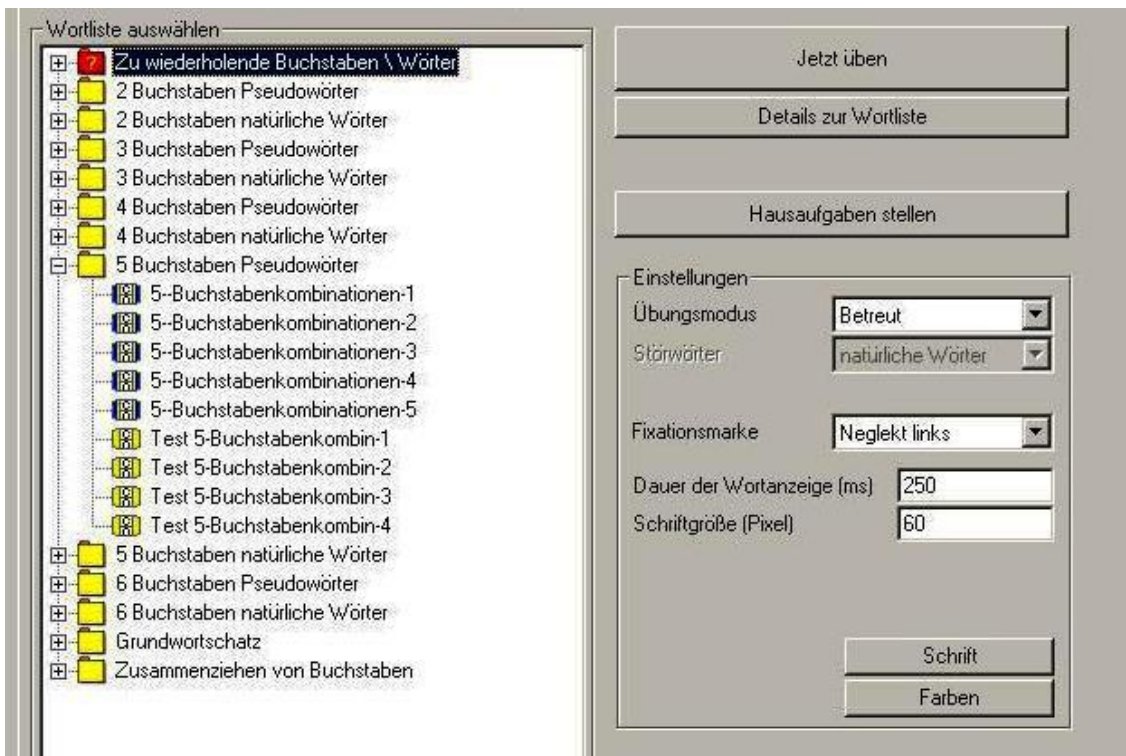 Wortliste auswählen
Zu wiederholende Buchstaben \ Wörter
2 Buchstaben Pseudowörter
2 Buchstaben natürliche Wörter
3 Buchstaben Pseudowörter
3 Buchstaben natürliche Wörter
4 Buchstaben Pseudowörter
4 Buchstaben natürliche Wörter
5 Buchstaben Pseudowörter
5--Buchstabenkombinationen-1
5--Buchstabenkombinationen-2
5--Buchstabenkombinationen-3
5--Buchstabenkombinationen-4
5--Buchstabenkombinationen-5
Test 5-Buchstabenkombin-1
Test 5-Buchstabenkombin-2
Test 5-Buchstabenkombin-3
Test 5-Buchstabenkombin-4
5 Buchstaben natürliche Wörter
6 Buchstaben Pseudowörter
6 Buchstaben natürliche Wörter
Grundwortschatz
Zusammenziehen von Buchstaben
Jetzt üben
Details zur Wortliste
Hausaufgaben stellen
Einstellungen
Übungsmodus Betreut
Störwörter natürliche Wörter
Fixationsmarke Neglekt links
Dauer der Wortanzeige (ms) 250
Schriftgröße (Pixel) 60
Schrift
Farben